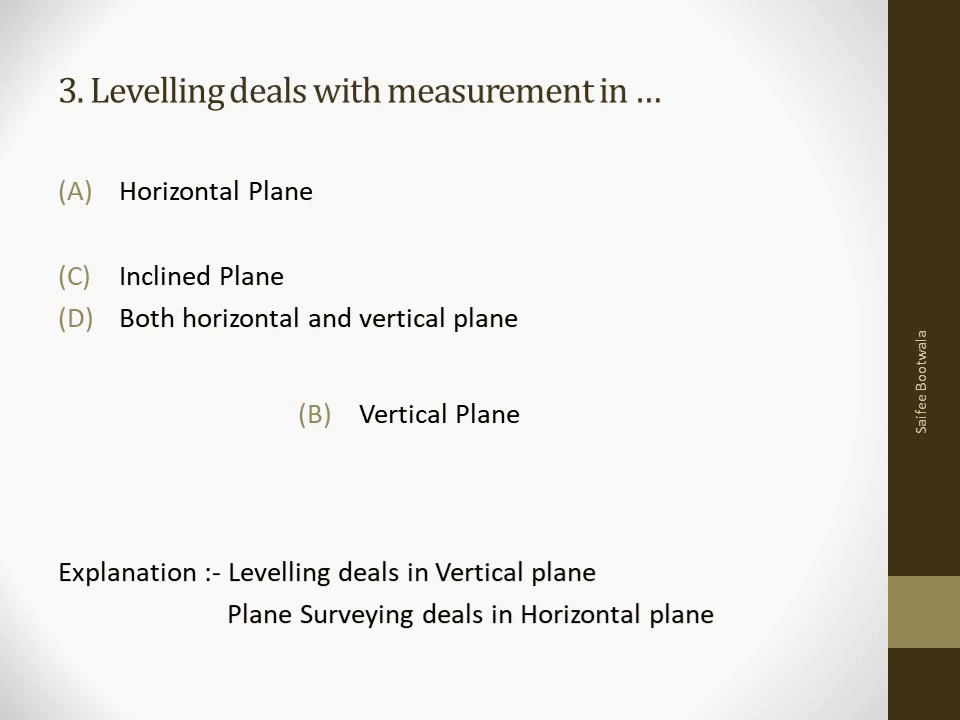 3. Levelling deals with measurement in ...
(A) Horizontal Plane
(C) Inclined Plane
(D) Both horizontal and vertical plane
(B) Vertical Plane
Explanation :- Levelling deals in Vertical plane
Plane Surveying deals in Horizontal plane
Saifee Bootwala